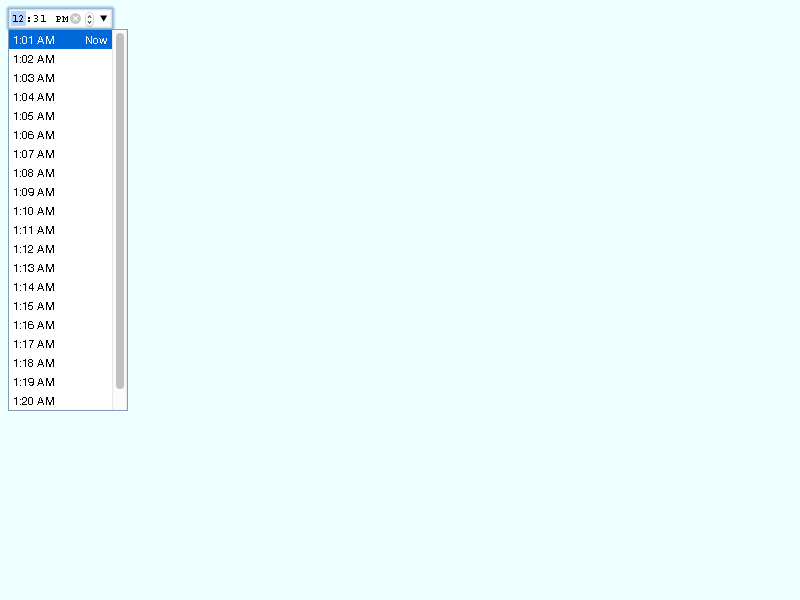 12:31 PM
1:01 AM Now
1:02 AM
1:03 AM
1:04 AM
1:05 AM
1:06 AM
1:07 AM
1:08 AM
1:09 AM
1:10 AM
1:11 AM
1:12 AM
1:13 AM
1:14 AM
1:15 AM
1:16 AM
1:17 AM
1:18 AM
1:19 AM
1:20 AM